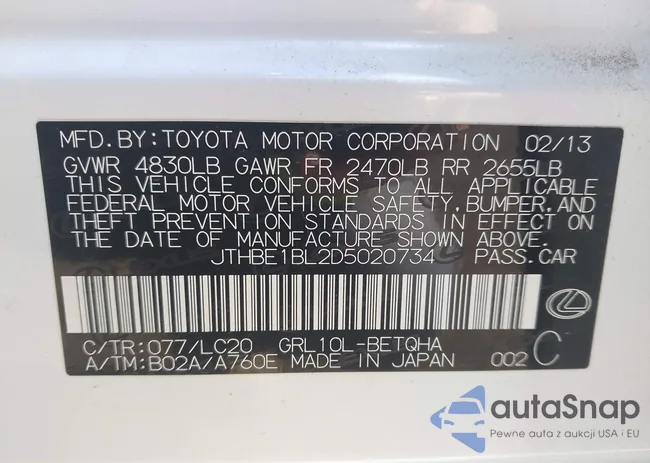 MFD.BY:TOYOTA MOTOR CORPORATION 02/13
GVWR 4830LB GAWR FR 2470LB RR 2655LB
THIS VEHICLE CONFORMS TO ALL APPLICABLE
FEDERAL MOTOR VEHICLE SAFETY, BUMPER, AND
THEFT PREVENTION STANDARDS IN EFFECT ON
THE DATE OF MANUFACTURE SHOWN ABOVE.
JTHBE1BL2D5020734 PASS.CAR
C/TR:077/LC20 GRL10L-BETQHA
A/TM:B02A/A760E MADE IN JAPAN 002 C
autaSnap
Pewne auta z aukcji USA i EU